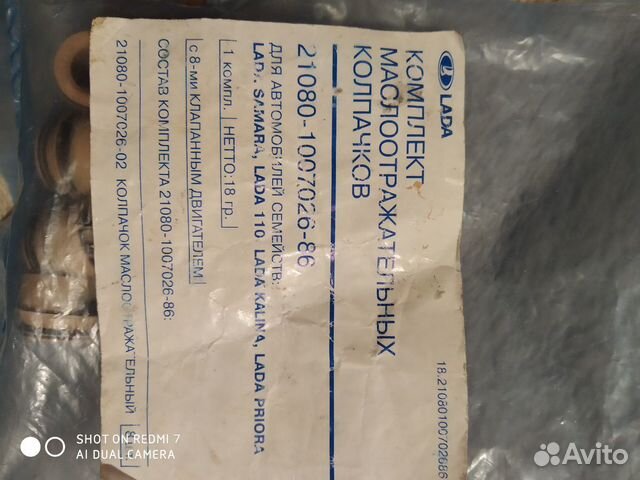 LADA
КОМПЛЕКТ
МАСЛООТРАЖАТЕЛЬНЫХ
КОЛПАЧКОВ
18.21080100702686
21080-1007026-86
ДЛЯ АВТОМОБИЛЕЙ СЕМЕЙСТВ:
LADA SAMARA, LADA 110, LADA KALINA, LADA PRIORA
1 компл. НЕТТО: 18 гр.
с 8-ми КЛАПАННЫМ ДВИГАТЕЛЕМ
СОСТАВ КОМПЛЕКТА 21080-1007026-86:
21080-1007026-02 КОЛПАЧОК МАСЛООТРАЖАТЕЛЬНЫЙ
SHOT ON REDMI 7
AI DUAL CAMERA
Avito